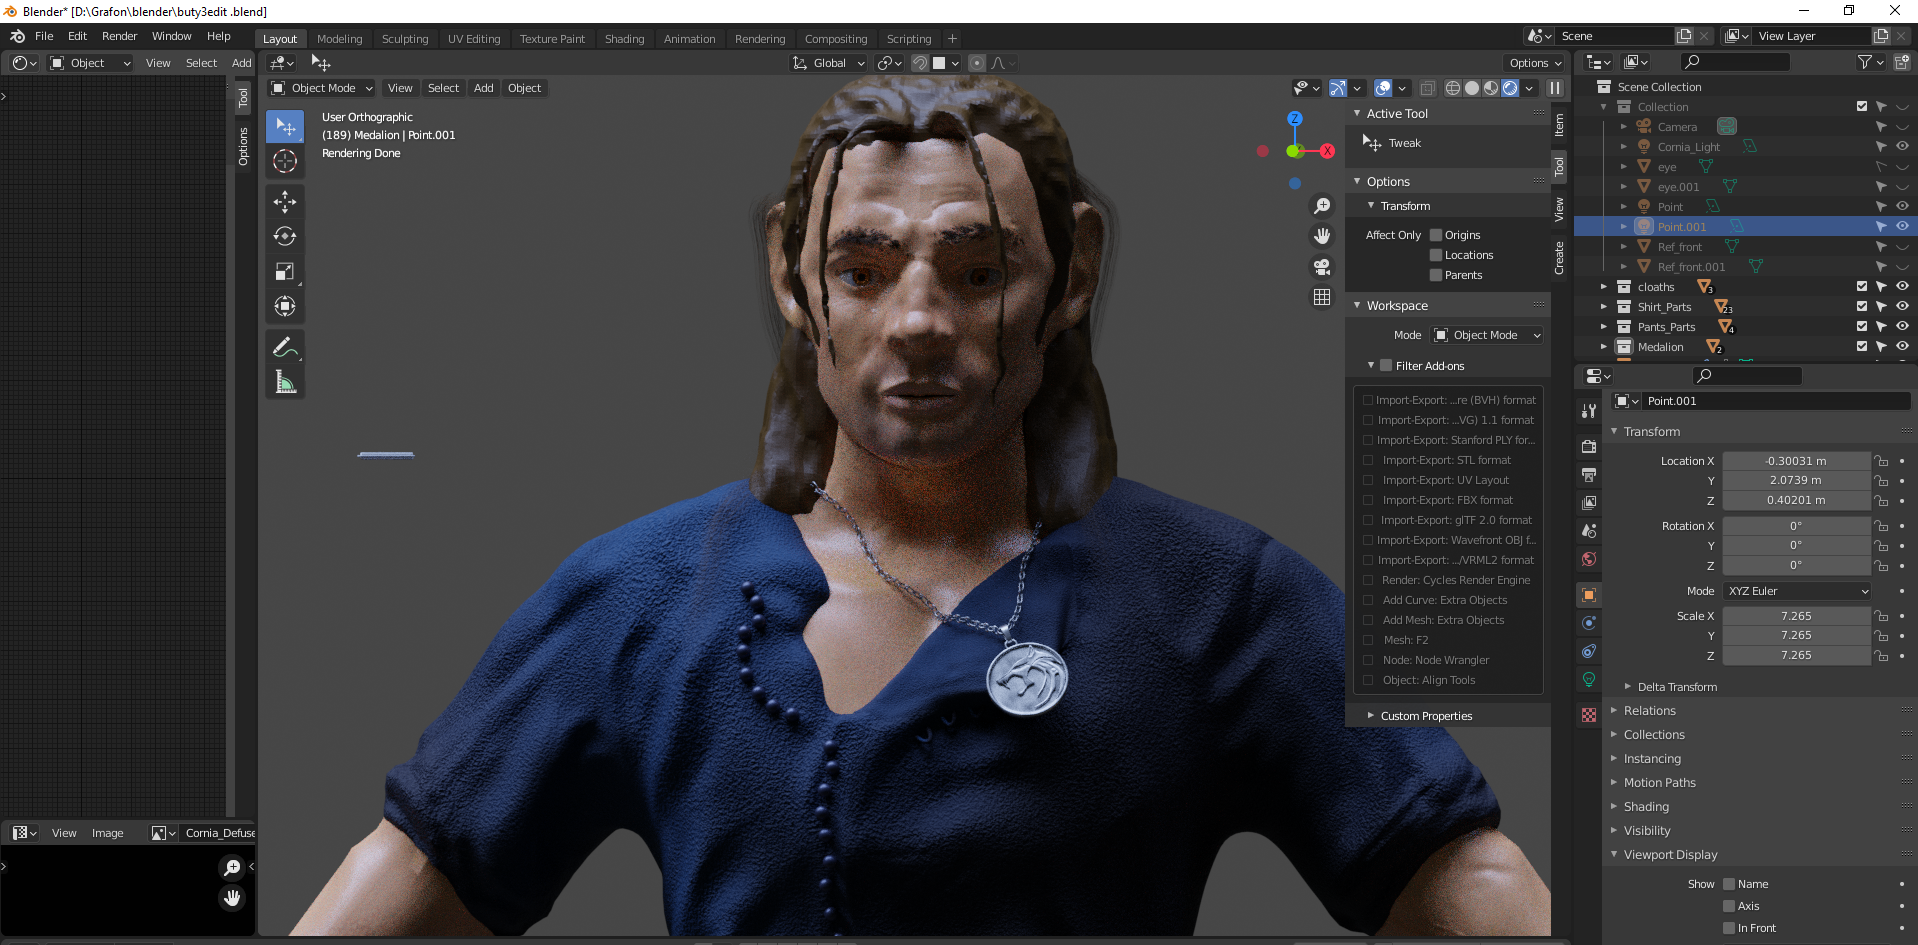 Blender* [D:\Grafon\blender\buty3edit .blend]
File Edit Render Window Help
Layout Modeling Sculpting UV Editing Texture Paint Shading Animation Rendering Compositing Scripting +
Scene
View Layer
Object View Select Add
Global
Options
Object Mode View Select Add Object
User Orthographic
(189) Medalion | Point.001
Rendering Done
Tool
Options
Z
X
Active Tool
Tweak
Options
Transform
Affect Only Origins
Locations
Parents
Workspace
Mode Object Mode
Filter Add-ons
Import-Export: ...re (BVH) format
Import-Export: ...VG) 1.1 format
Import-Export: Stanford PLY for...
Import-Export: STL format
Import-Export: UV Layout
Import-Export: FBX format
Import-Export: glTF 2.0 format
Import-Export: Wavefront OBJ f...
Import-Export: .../VRML2 format
Render: Cycles Render Engine
Add Curve: Extra Objects
Add Mesh: Extra Objects
Mesh: F2
Node: Node Wrangler
Object: Align Tools
Custom Properties
Item
Tool
View
Create
Scene Collection
Collection
Camera
Cornia_Light
eye
eye.001
Point
Point.001
Ref_front
Ref_front.001
cloaths 3
Shirt_Parts 23
Pants_Parts 4
Medalion 2
Point.001
Transform
Location X -0.30031 m
Y 2.0739 m
Z 0.40201 m
Rotation X 0°
Y 0°
Z 0°
Mode XYZ Euler
Scale X 7.265
Y 7.265
Z 7.265
Delta Transform
Relations
Collections
Instancing
Motion Paths
Shading
Visibility
Viewport Display
Show Name
Axis
In Front
View Image Cornia_Defuse